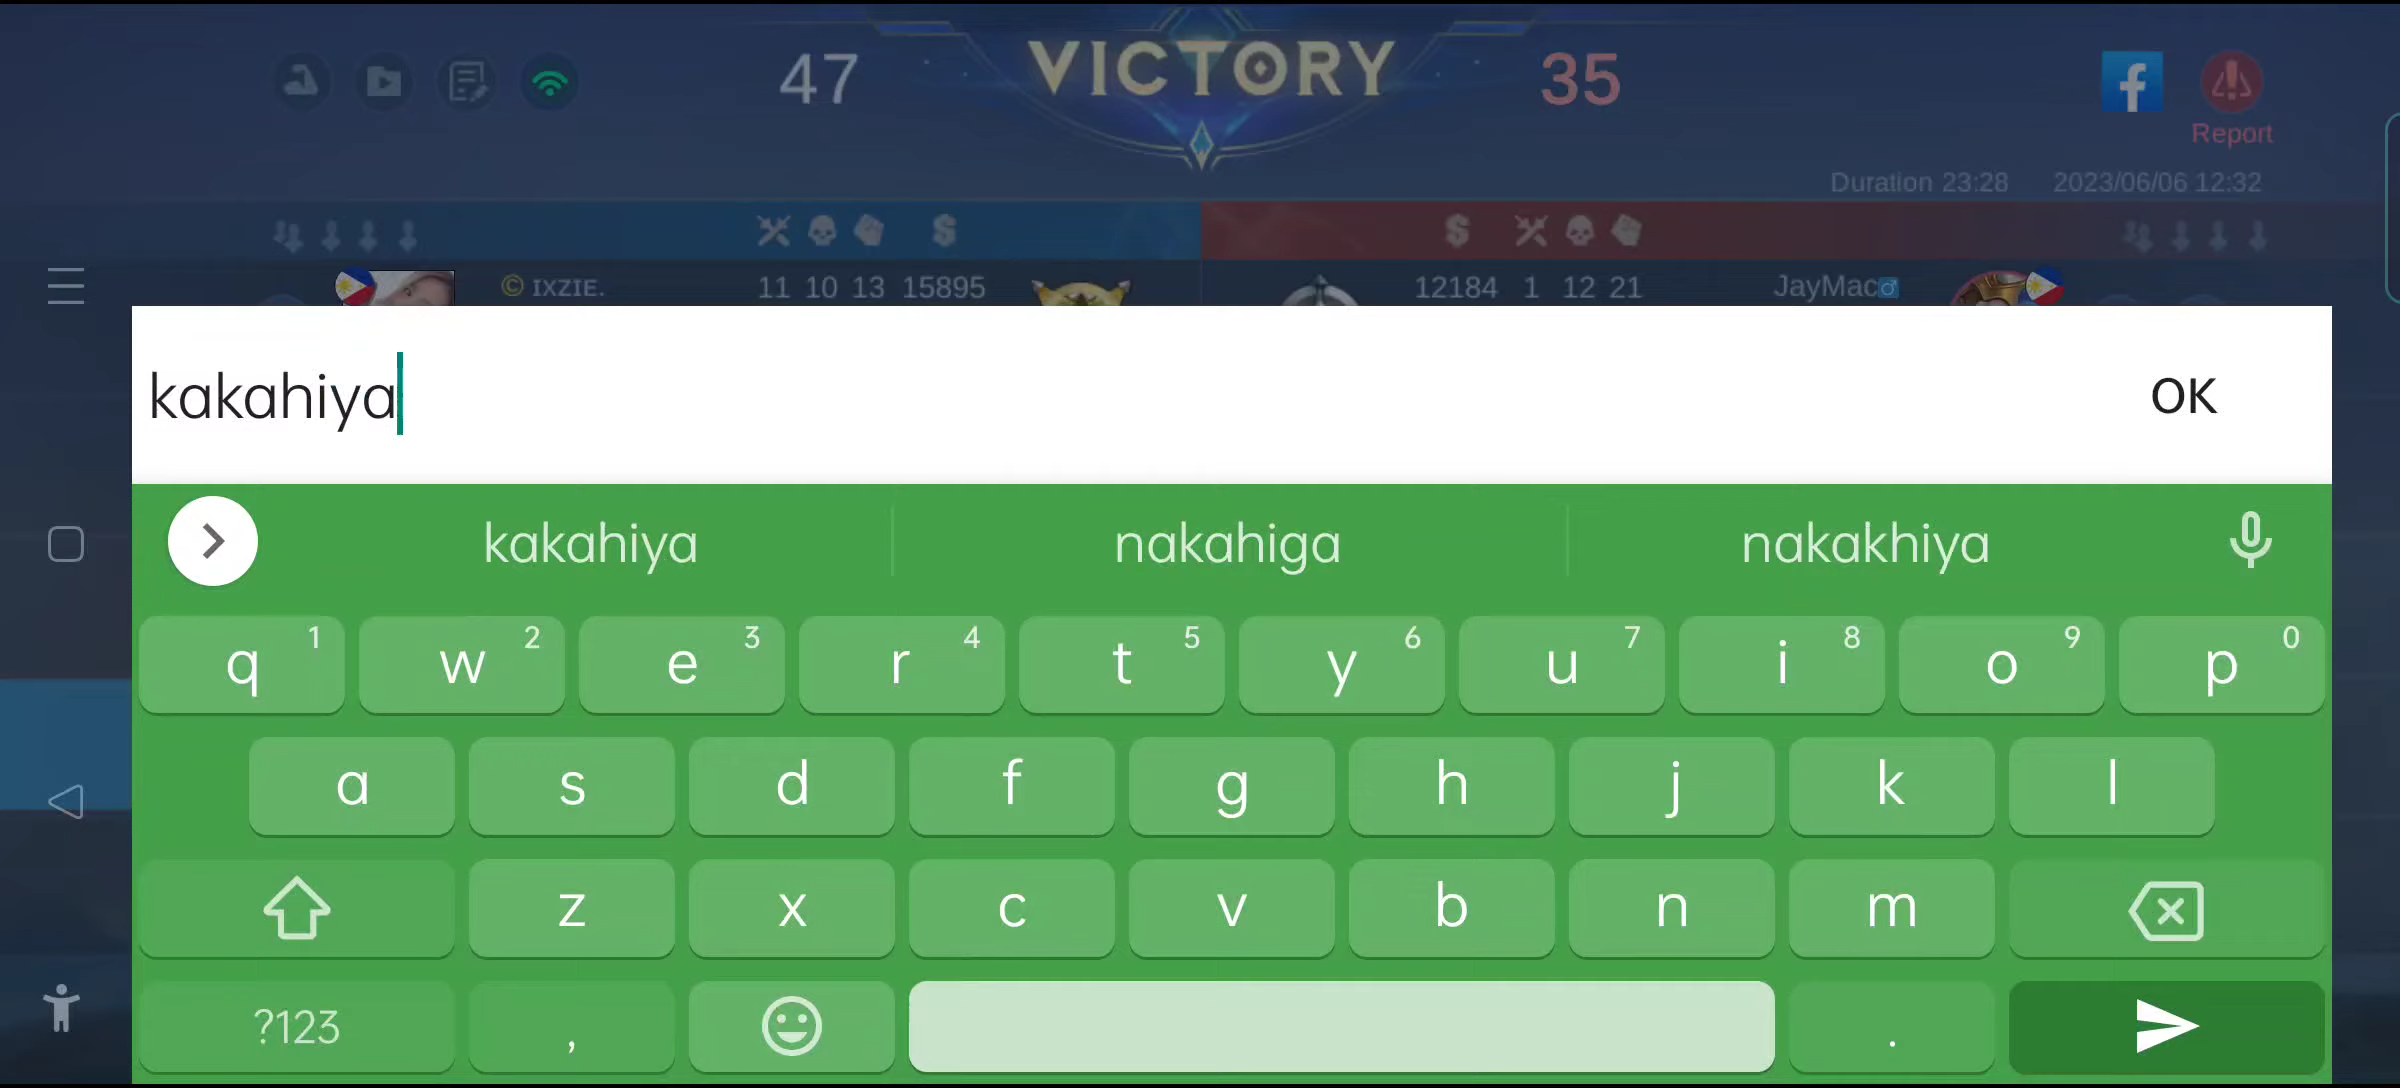 47 VICTORY 35
Report
Duration 23:28 2023/06/06 12:32
© IXZIE. 11 10 13 15895 12184 1 12 21 JayMac♂
kakahiya OK
kakahiya nakahiga nakakhiya
q 1 w 2 e 3 r 4 t 5 y 6 u 7 i 8 o 9 p 0
a s d f g h j k l
z x c v b n m
?123 , .